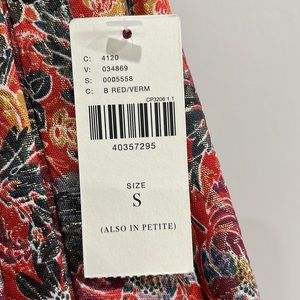 C: 4120
V: 034869
S: 0005558
C: B RED/VERM
CP3206 1 1
40357295
SIZE
S
(ALSO IN PETITE)